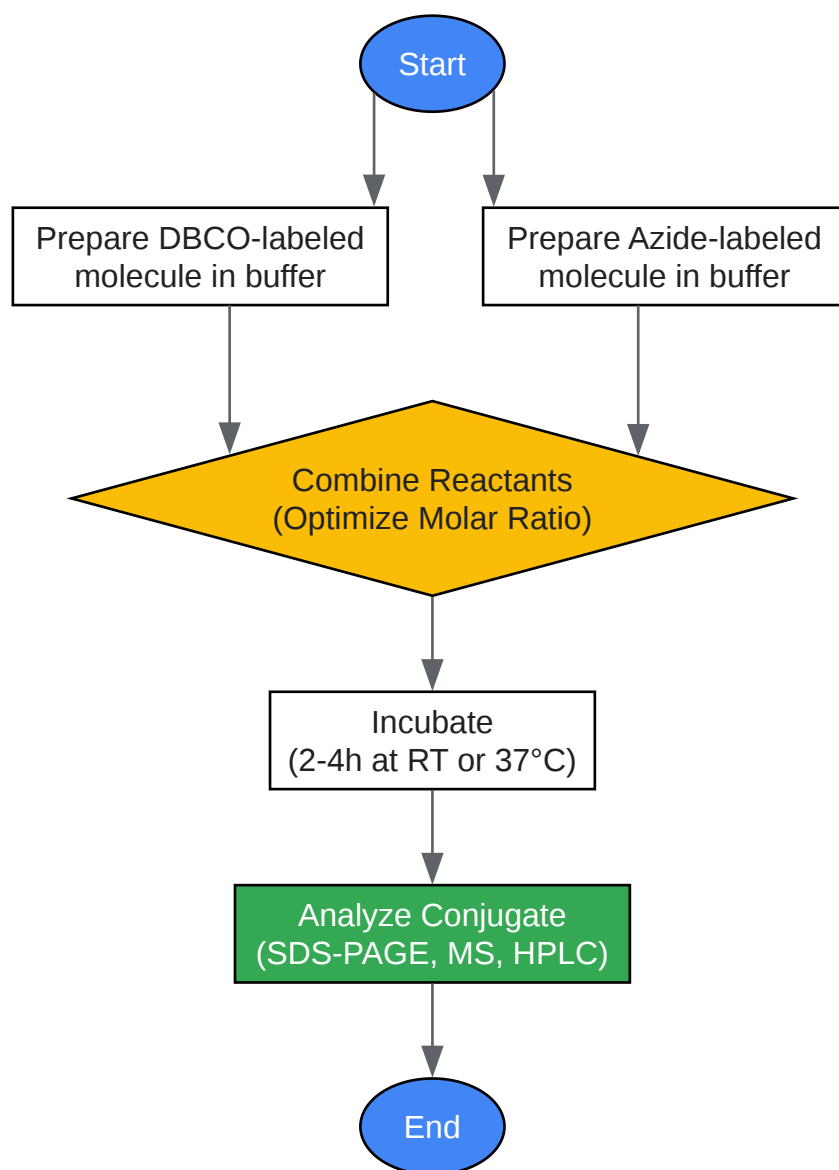 Start
Prepare DBCO-labeled
molecule in buffer
Prepare Azide-labeled
molecule in buffer
Combine Reactants
(Optimize Molar Ratio)
Incubate
(2-4h at RT or 37°C)
Analyze Conjugate
(SDS-PAGE, MS, HPLC)
End